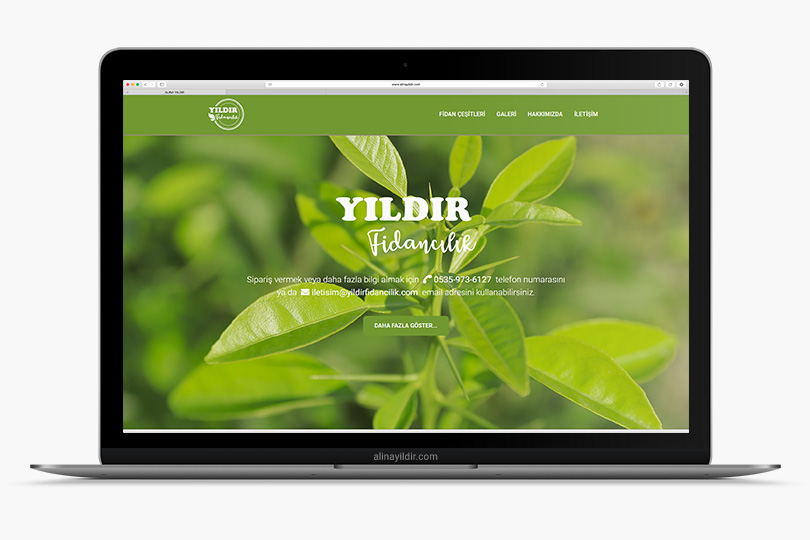 www.alinayildir.com
ALİNA YILDIR
YILDIR
Fidancılık
FİDAN ÇEŞİTLERİ GALERİ HAKKIMIZDA İLETİŞİM
YILDIR
Fidancılık
Sipariş vermek veya daha fazla bilgi almak için 0535-973-6127 telefon numarasını
ya da iletisim@yildirfidancilik.com email adresini kullanabilirsiniz.
DAHA FAZLA GÖSTER...
alinayildir.com